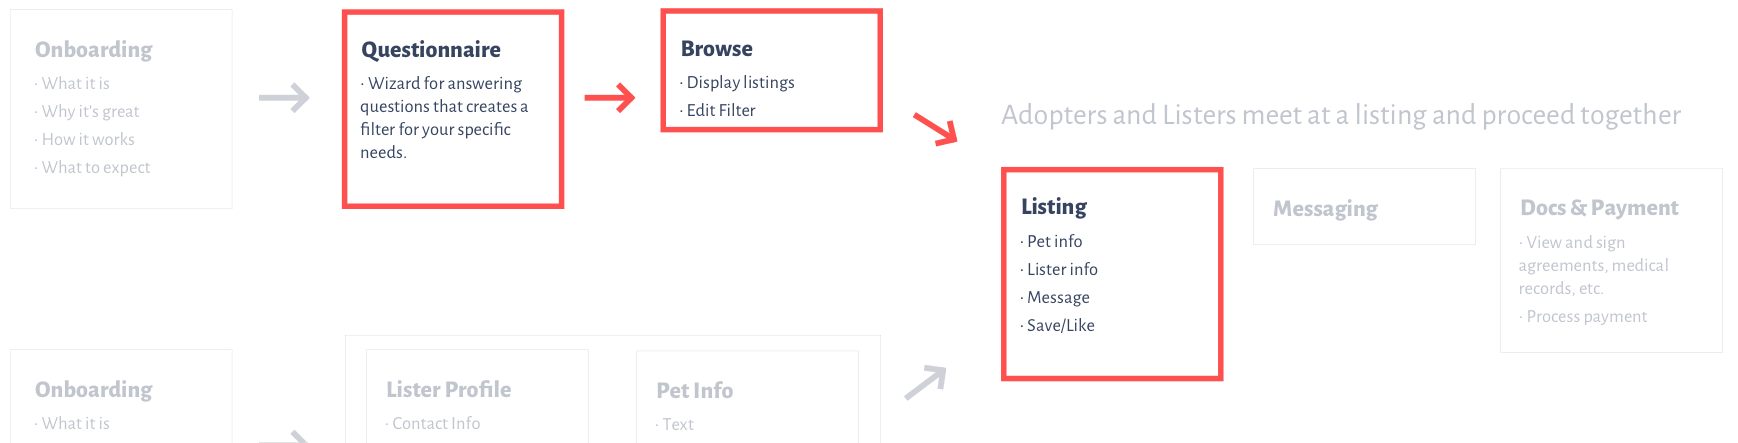 Onboarding
· What it is
· Why it's great
· How it works
· What to expect
Questionnaire
· Wizard for answering
questions that creates a
filter for your specific
needs.
Browse
· Display listings
· Edit Filter
Adopters and Listers meet at a listing and proceed together
Listing
· Pet info
· Lister info
· Message
· Save/Like
Messaging
Docs & Payment
· View and sign
agreements, medical
records, etc.
· Process payment
Onboarding
· What it is
Lister Profile
· Contact Info
Pet Info
· Text